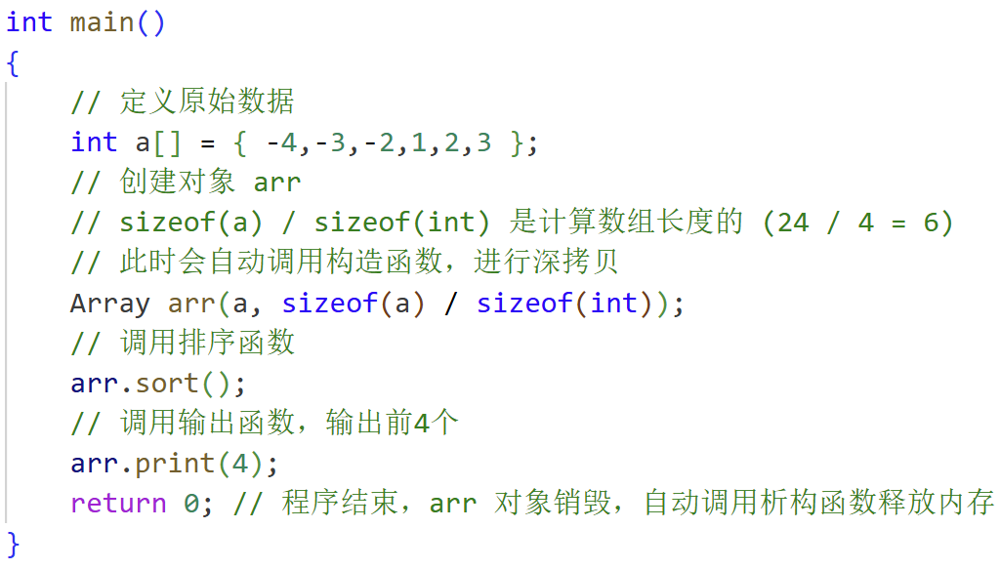 int main()
{
    // 定义原始数据
    int a[] = { -4,-3,-2,1,2,3 };
    // 创建对象 arr
    // sizeof(a) / sizeof(int) 是计算数组长度的 (24 / 4 = 6)
    // 此时会自动调用构造函数，进行深拷贝
    Array arr(a, sizeof(a) / sizeof(int));
    // 调用排序函数
    arr.sort();
    // 调用输出函数，输出前4个
    arr.print(4);
    return 0; // 程序结束，arr 对象销毁，自动调用析构函数释放内存
}